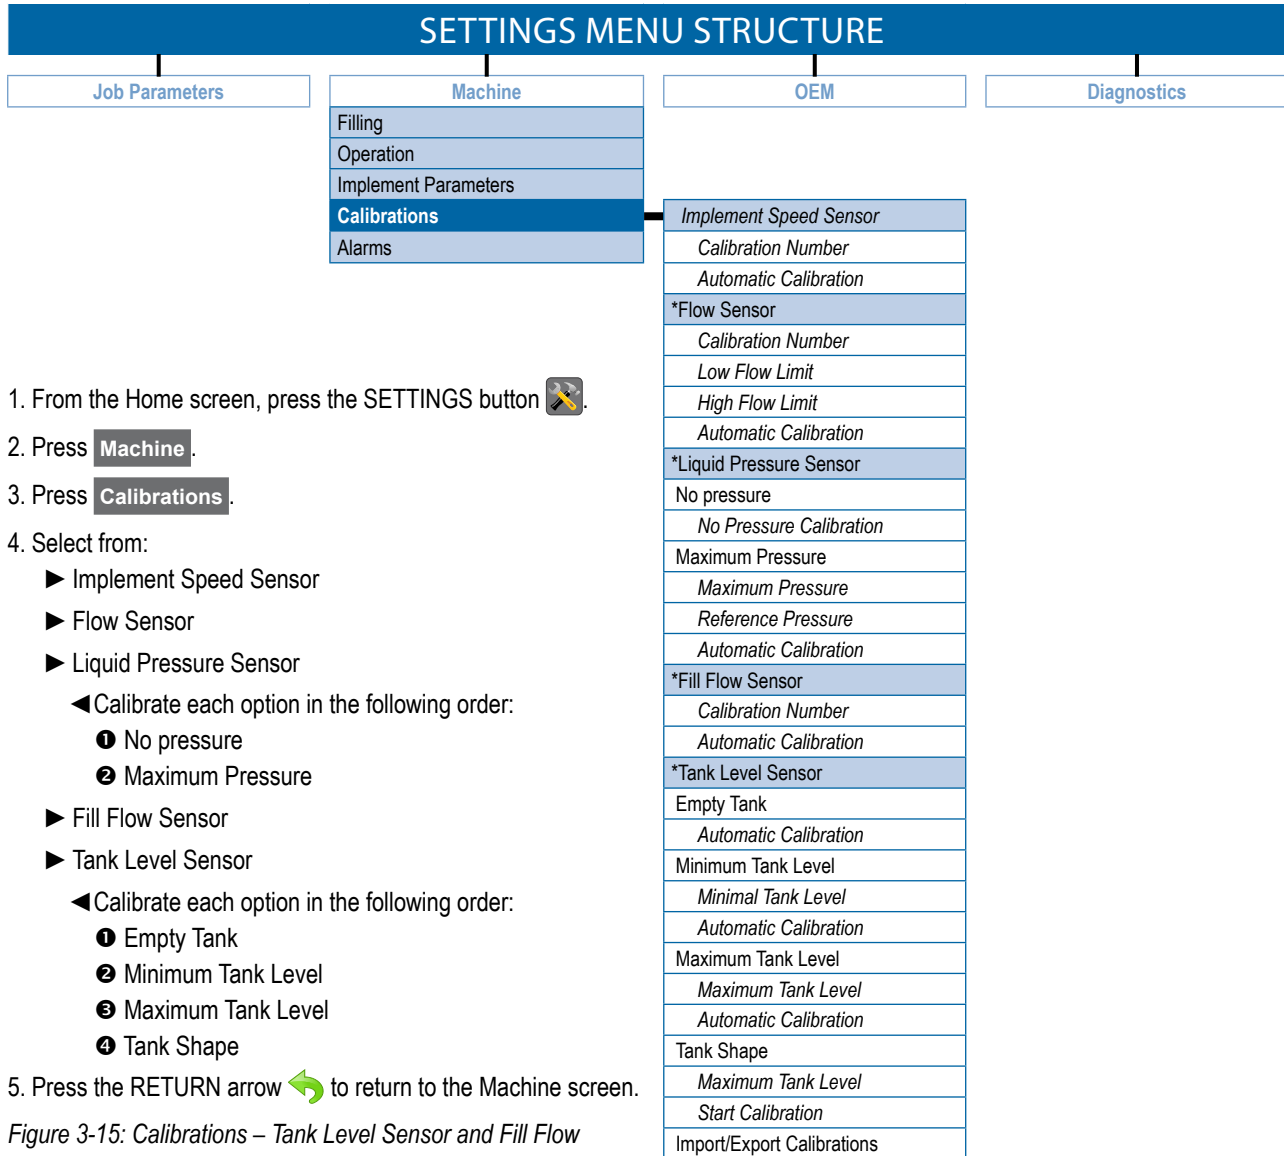 SETTINGS MENU STRUCTURE
Job Parameters
Machine
OEM
Diagnostics
Filling
Operation
Implement Parameters
Calibrations
Alarms
Implement Speed Sensor
Calibration Number
Automatic Calibration
*Flow Sensor
Calibration Number
Low Flow Limit
High Flow Limit
Automatic Calibration
*Liquid Pressure Sensor
No pressure
No Pressure Calibration
Maximum Pressure
Maximum Pressure
Reference Pressure
Automatic Calibration
*Fill Flow Sensor
Calibration Number
Automatic Calibration
*Tank Level Sensor
Empty Tank
Automatic Calibration
Minimum Tank Level
Minimal Tank Level
Automatic Calibration
Maximum Tank Level
Maximum Tank Level
Automatic Calibration
Tank Shape
Maximum Tank Level
Start Calibration
Import/Export Calibrations
1. From the Home screen, press the SETTINGS button .
2. Press Machine.
3. Press Calibrations.
4. Select from:
►Implement Speed Sensor
►Flow Sensor
►Liquid Pressure Sensor
◄Calibrate each option in the following order:
❶ No pressure
❷ Maximum Pressure
►Fill Flow Sensor
►Tank Level Sensor
◄Calibrate each option in the following order:
❶ Empty Tank
❷ Minimum Tank Level
❸ Maximum Tank Level
❹ Tank Shape
5. Press the RETURN arrow to return to the Machine screen.
Figure 3-15: Calibrations – Tank Level Sensor and Fill Flow